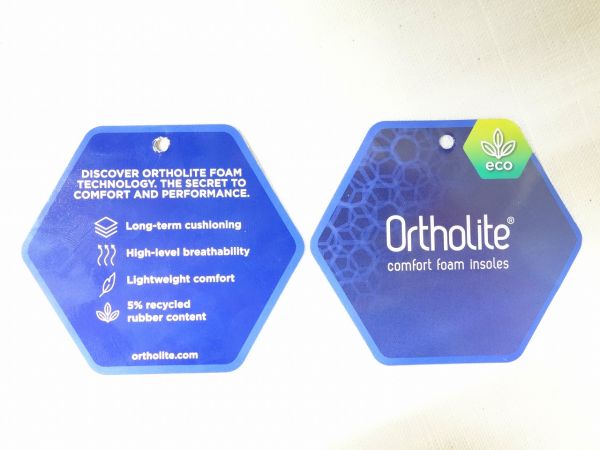 DISCOVER ORTHOLITE FOAM
TECHNOLOGY. THE SECRET TO
COMFORT AND PERFORMANCE.
Long-term cushioning
High-level breathability
Lightweight comfort
5% recycled
rubber content
ortholite.com
eco
Ortholite®
comfort foam insoles